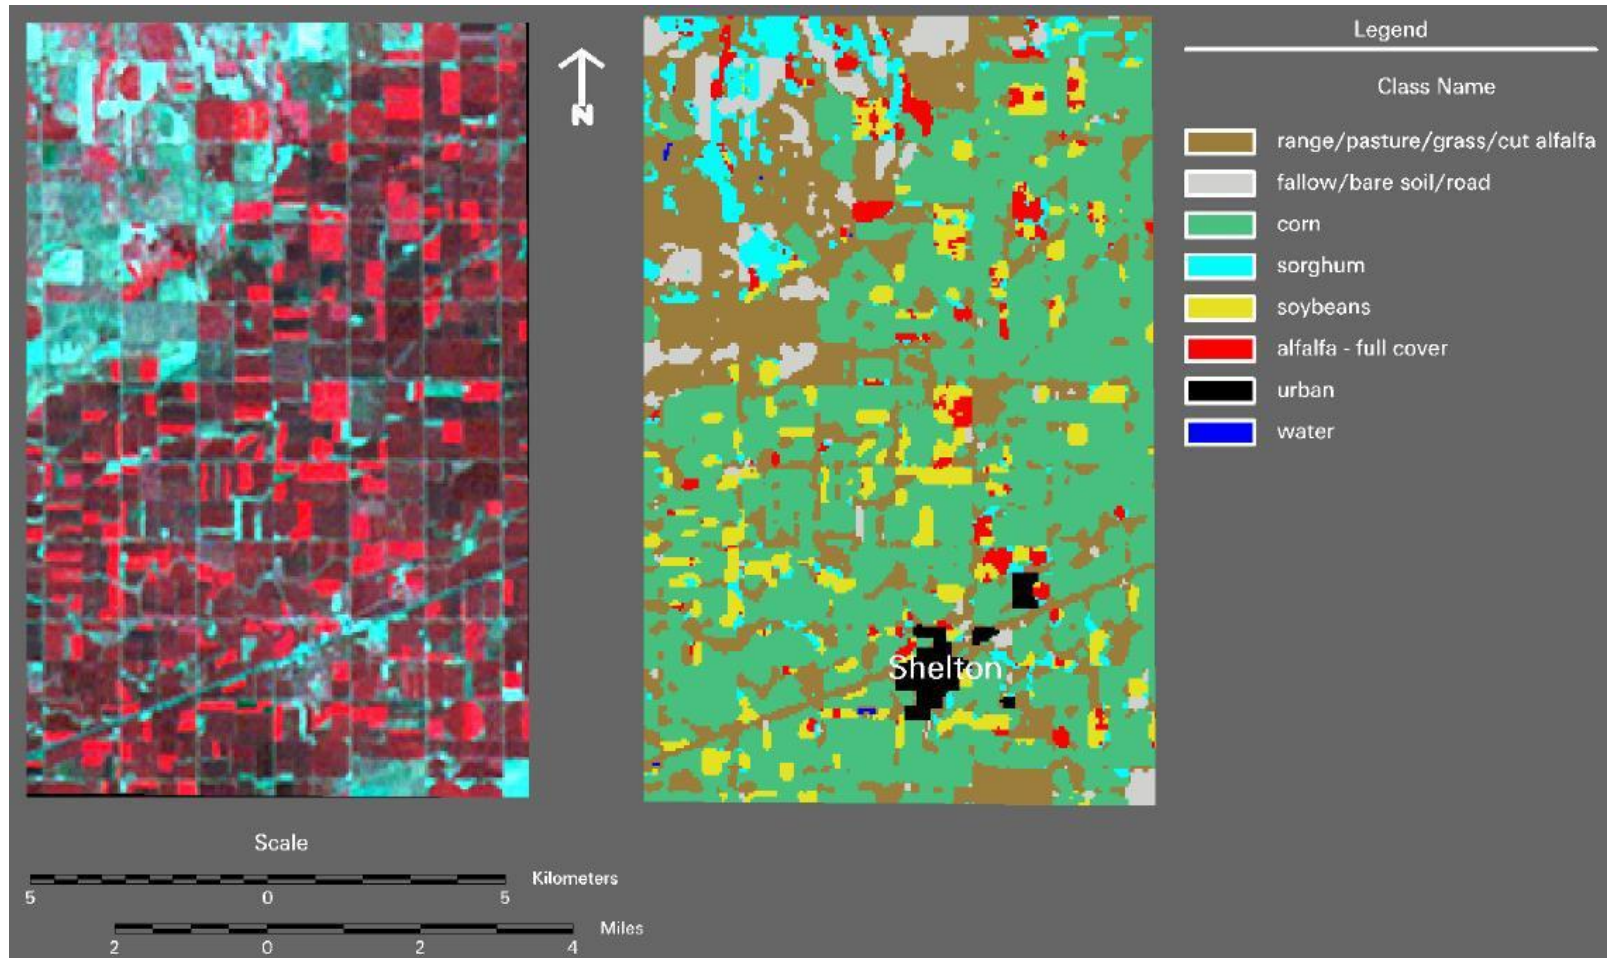 Legend
Class Name
range/pasture/grass/cut alfalfa
fallow/bare soil/road
corn
sorghum
soybeans
alfalfa - full cover
urban
water
N
Shelton
Scale
Kilometers
5 0 5
Miles
2 0 2 4